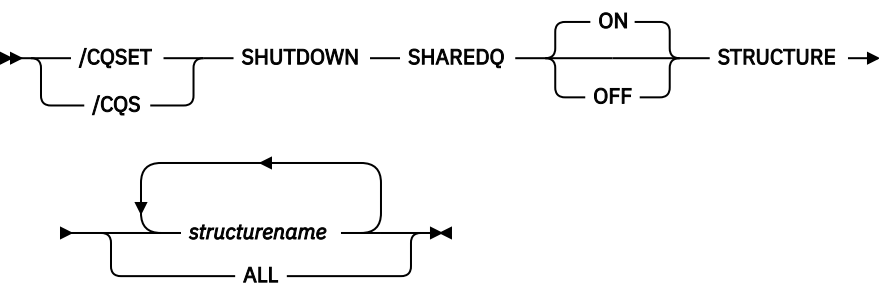 ON
/CQSET SHUTDOWN SHAREDQ STRUCTURE
/CQS OFF
structurename
ALL